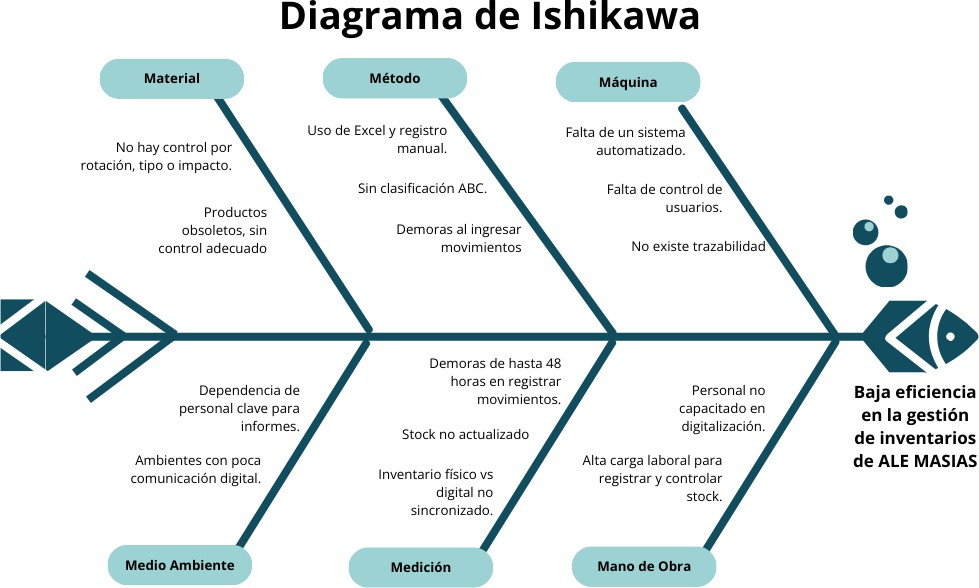 Diagrama de Ishikawa
Material
Método
Máquina
No hay control por
rotación, tipo o impacto.
Productos
obsoletos, sin
control adecuado
Uso de Excel y registro
manual.
Sin clasificación ABC.
Demoras al ingresar
movimientos
Falta de un sistema
automatizado.
Falta de control de
usuarios.
No existe trazabilidad
Dependencia de
personal clave para
informes.
Ambientes con poca
comunicación digital.
Demoras de hasta 48
horas en registrar
movimientos.
Stock no actualizado
Inventario físico vs
digital no
sincronizado.
Personal no
capacitado en
digitalización.
Alta carga laboral para
registrar y controlar
stock.
Baja eficiencia
en la gestión
de inventarios
de ALE MASIAS
Medio Ambiente
Medición
Mano de Obra